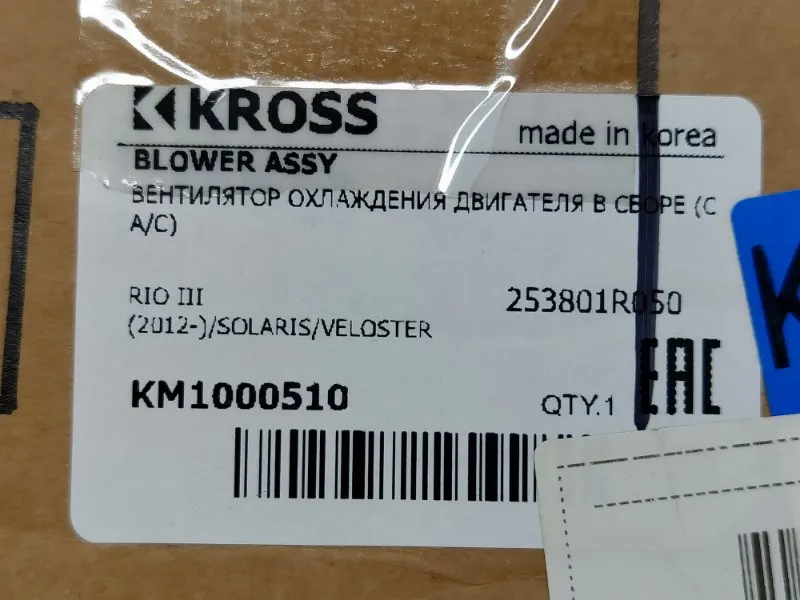 KROSS
made in korea
BLOWER ASSY
ВЕНТИЛЯТОР ОХЛАЖДЕНИЯ ДВИГАТЕЛЯ В СБОРЕ (С
A/C)
RIO III
253801R050
(2012-)/SOLARIS/VELOSTER
KM1000510
QTY.1
EAC